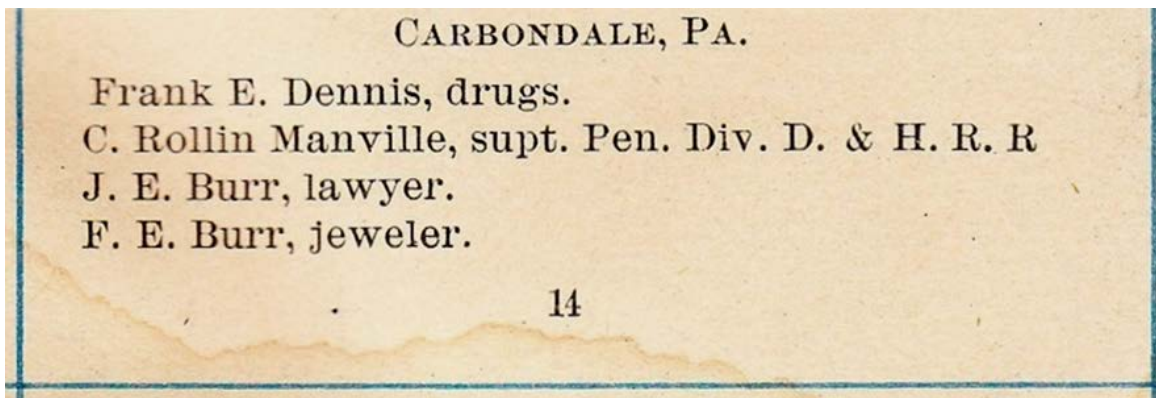 CARBONDALE, PA.
Frank E. Dennis, drugs.
C. Rollin Manville, supt. Pen. Div. D. & H. R. R
J. E. Burr, lawyer.
F. E. Burr, jeweler.
14